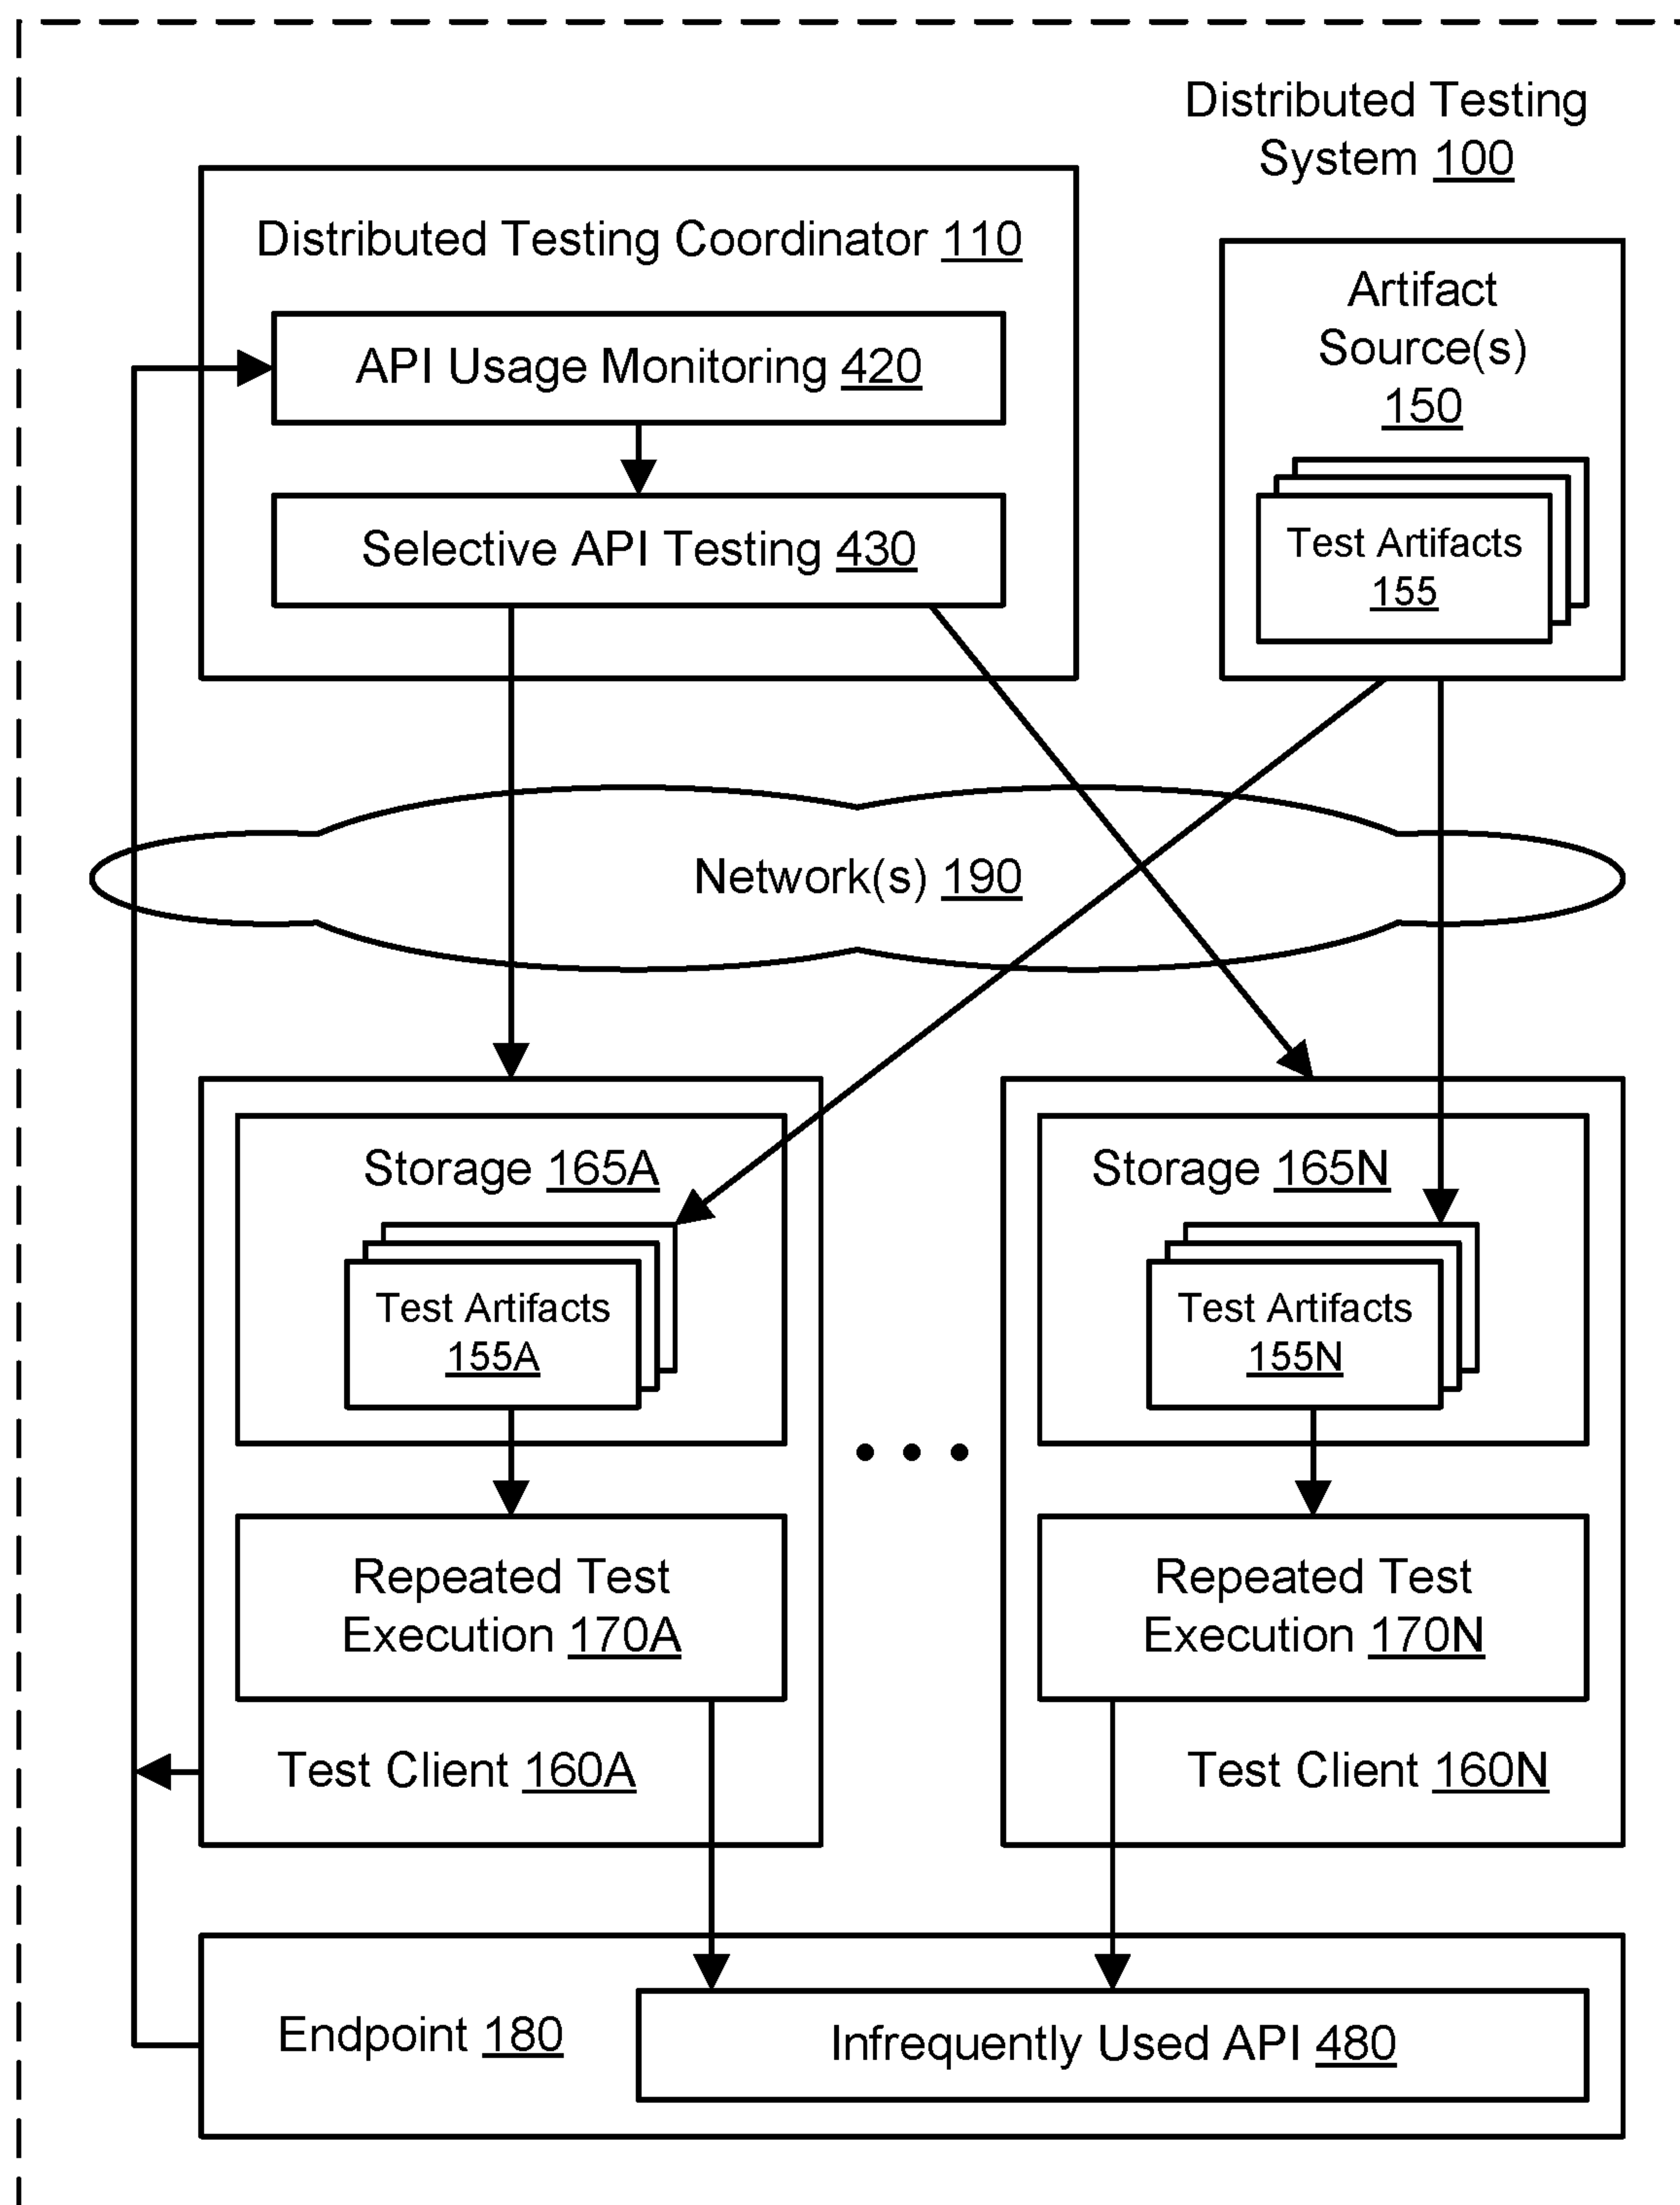 Distributed Testing
System 100
Distributed Testing Coordinator 110
API Usage Monitoring 420
Selective API Testing 430
Artifact
Source(s)
150
Test Artifacts
155
Network(s) 190
Storage 165A
Test Artifacts
155A
Repeated Test
Execution 170A
Test Client 160A
Storage 165N
Test Artifacts
155N
Repeated Test
Execution 170N
Test Client 160N
Endpoint 180
Infrequently Used API 480